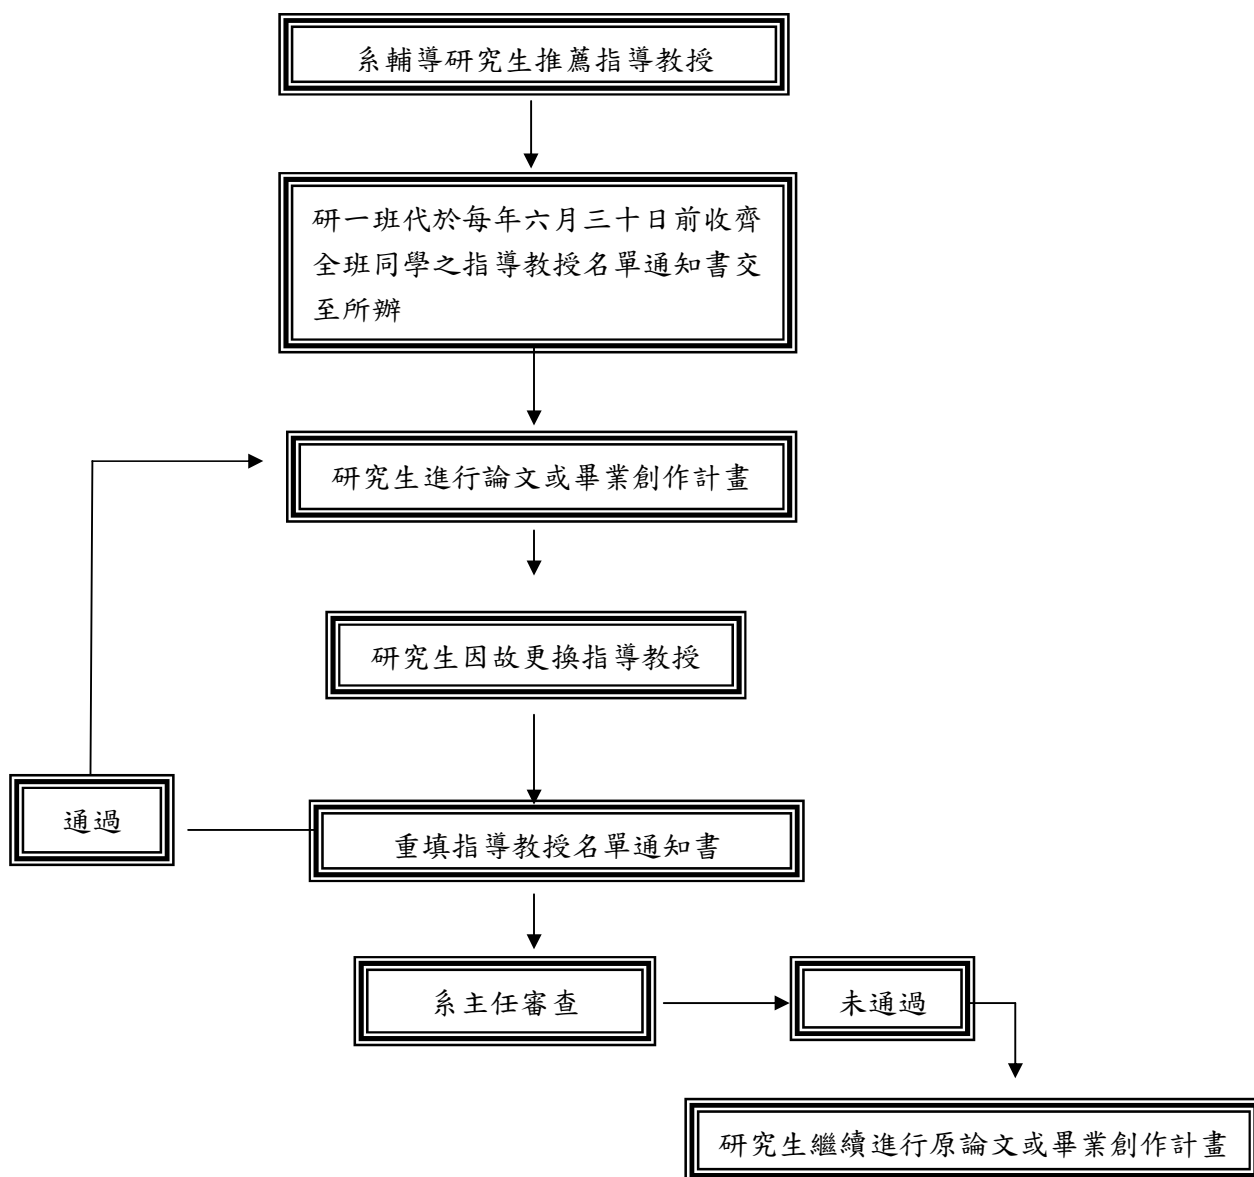 系輔導研究生推薦指導教授
研一班代於每年六月三十日前收齊
全班同學之指導教授名單通知書交
至所辦
研究生進行論文或畢業創作計畫
研究生因故更換指導教授
通過
重填指導教授名單通知書
系主任審查
未通過
研究生繼續進行原論文或畢業創作計畫